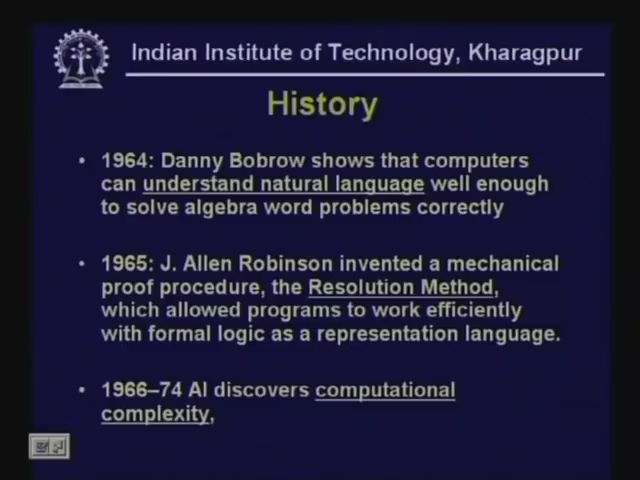 Indian Institute of Technology, Kharagpur
History
• 1964: Danny Bobrow shows that computers
can understand natural language well enough
to solve algebra word problems correctly
• 1965: J. Allen Robinson invented a mechanical
proof procedure, the Resolution Method,
which allowed programs to work efficiently
with formal logic as a representation language.
• 1966–74 AI discovers computational
complexity,